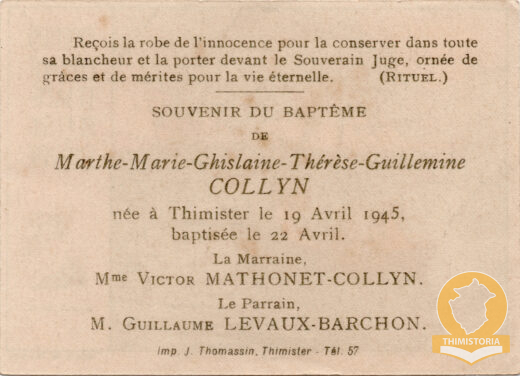 Reçois la robe de l'innocence pour la conserver dans toute
sa blancheur et la porter devant le Souverain Juge, ornée de
grâces et de mérites pour la vie éternelle. (RITUEL.)
SOUVENIR DU BAPTÊME
DE
Marthe-Marie-Ghislaine-Thérèse-Guillemine
COLLYN
née à Thimister le 19 Avril 1945,
baptisée le 22 Avril.
La Marraine,
Mme VICTOR MATHONET-COLLYN.
Le Parrain,
M. GUILLAUME LEVAUX-BARCHON.
Imp. J. Thomassin, Thimister - Tél. 57
THIMISTORIA